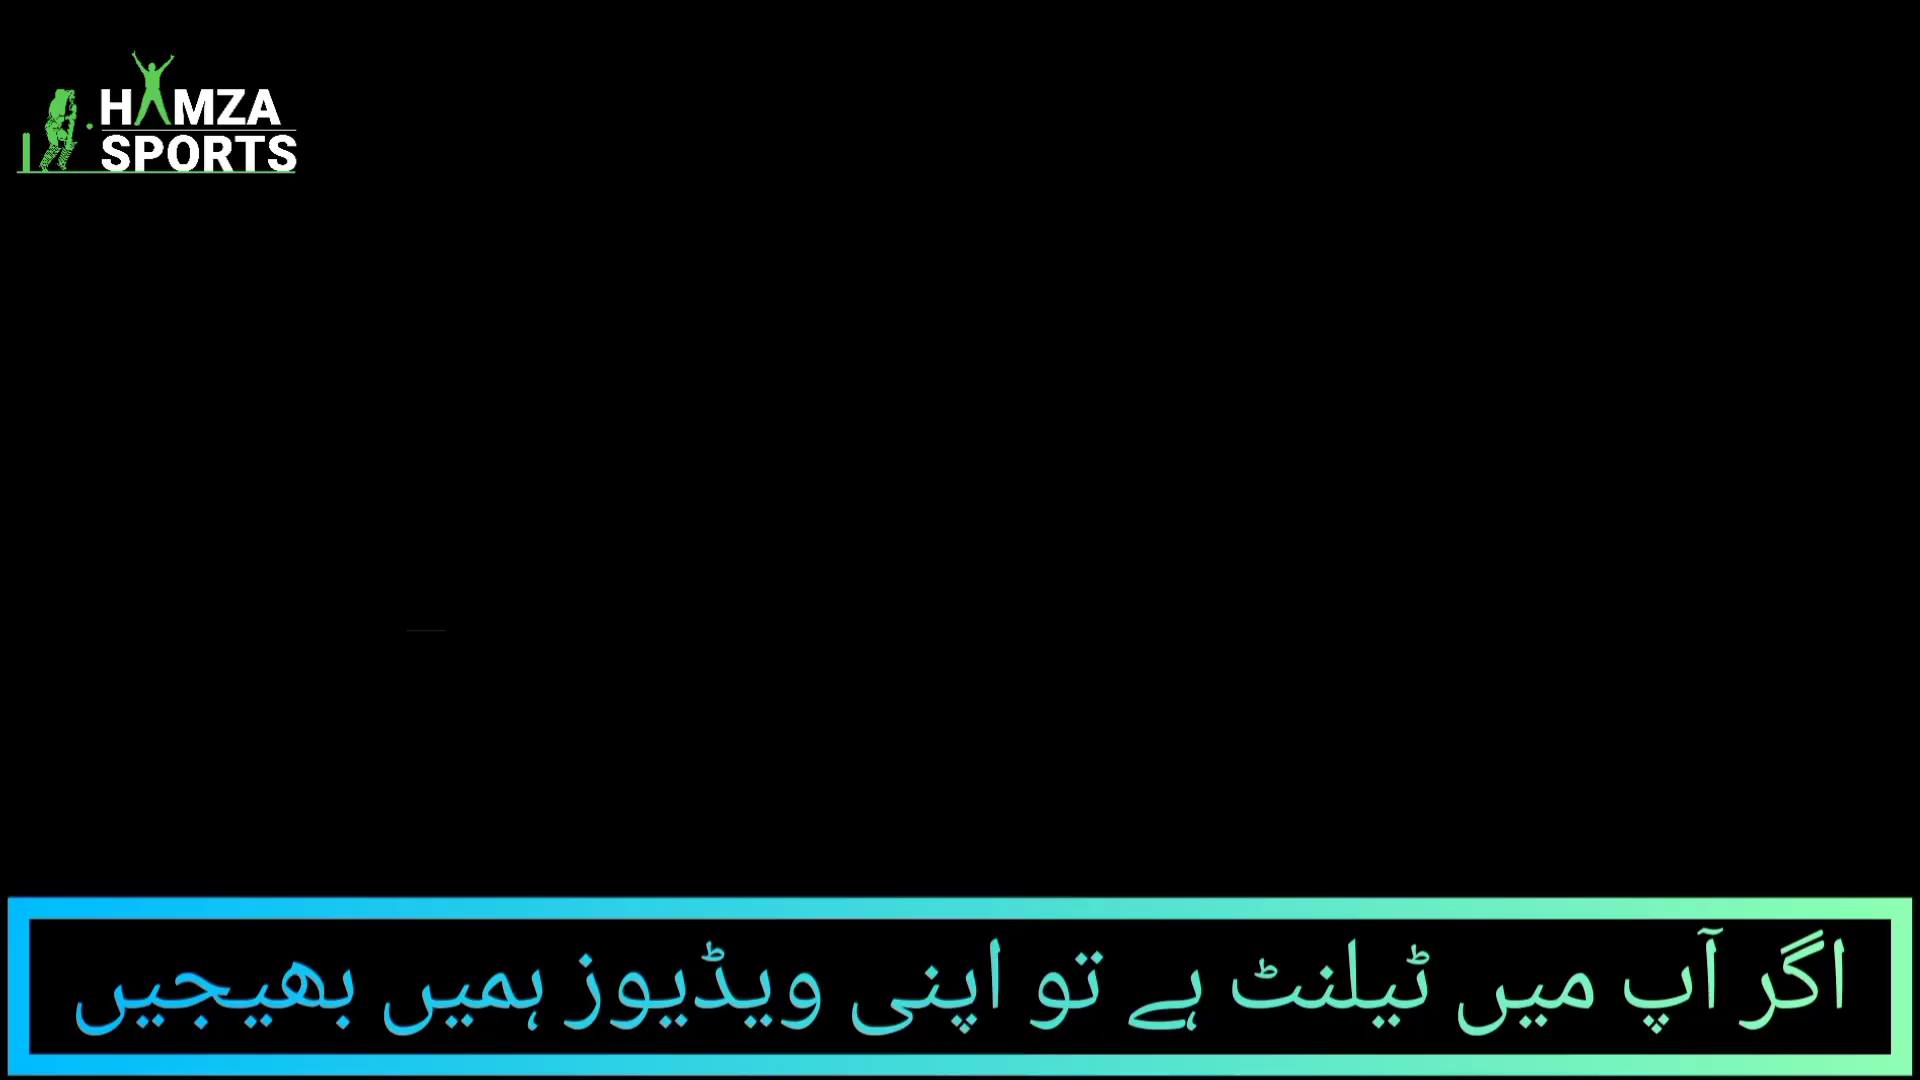 HAMZA
SPORTS
اگر آپ میں ٹیلنٹ ہے تو اپنی ویڈیوز ہمیں بھیجیں